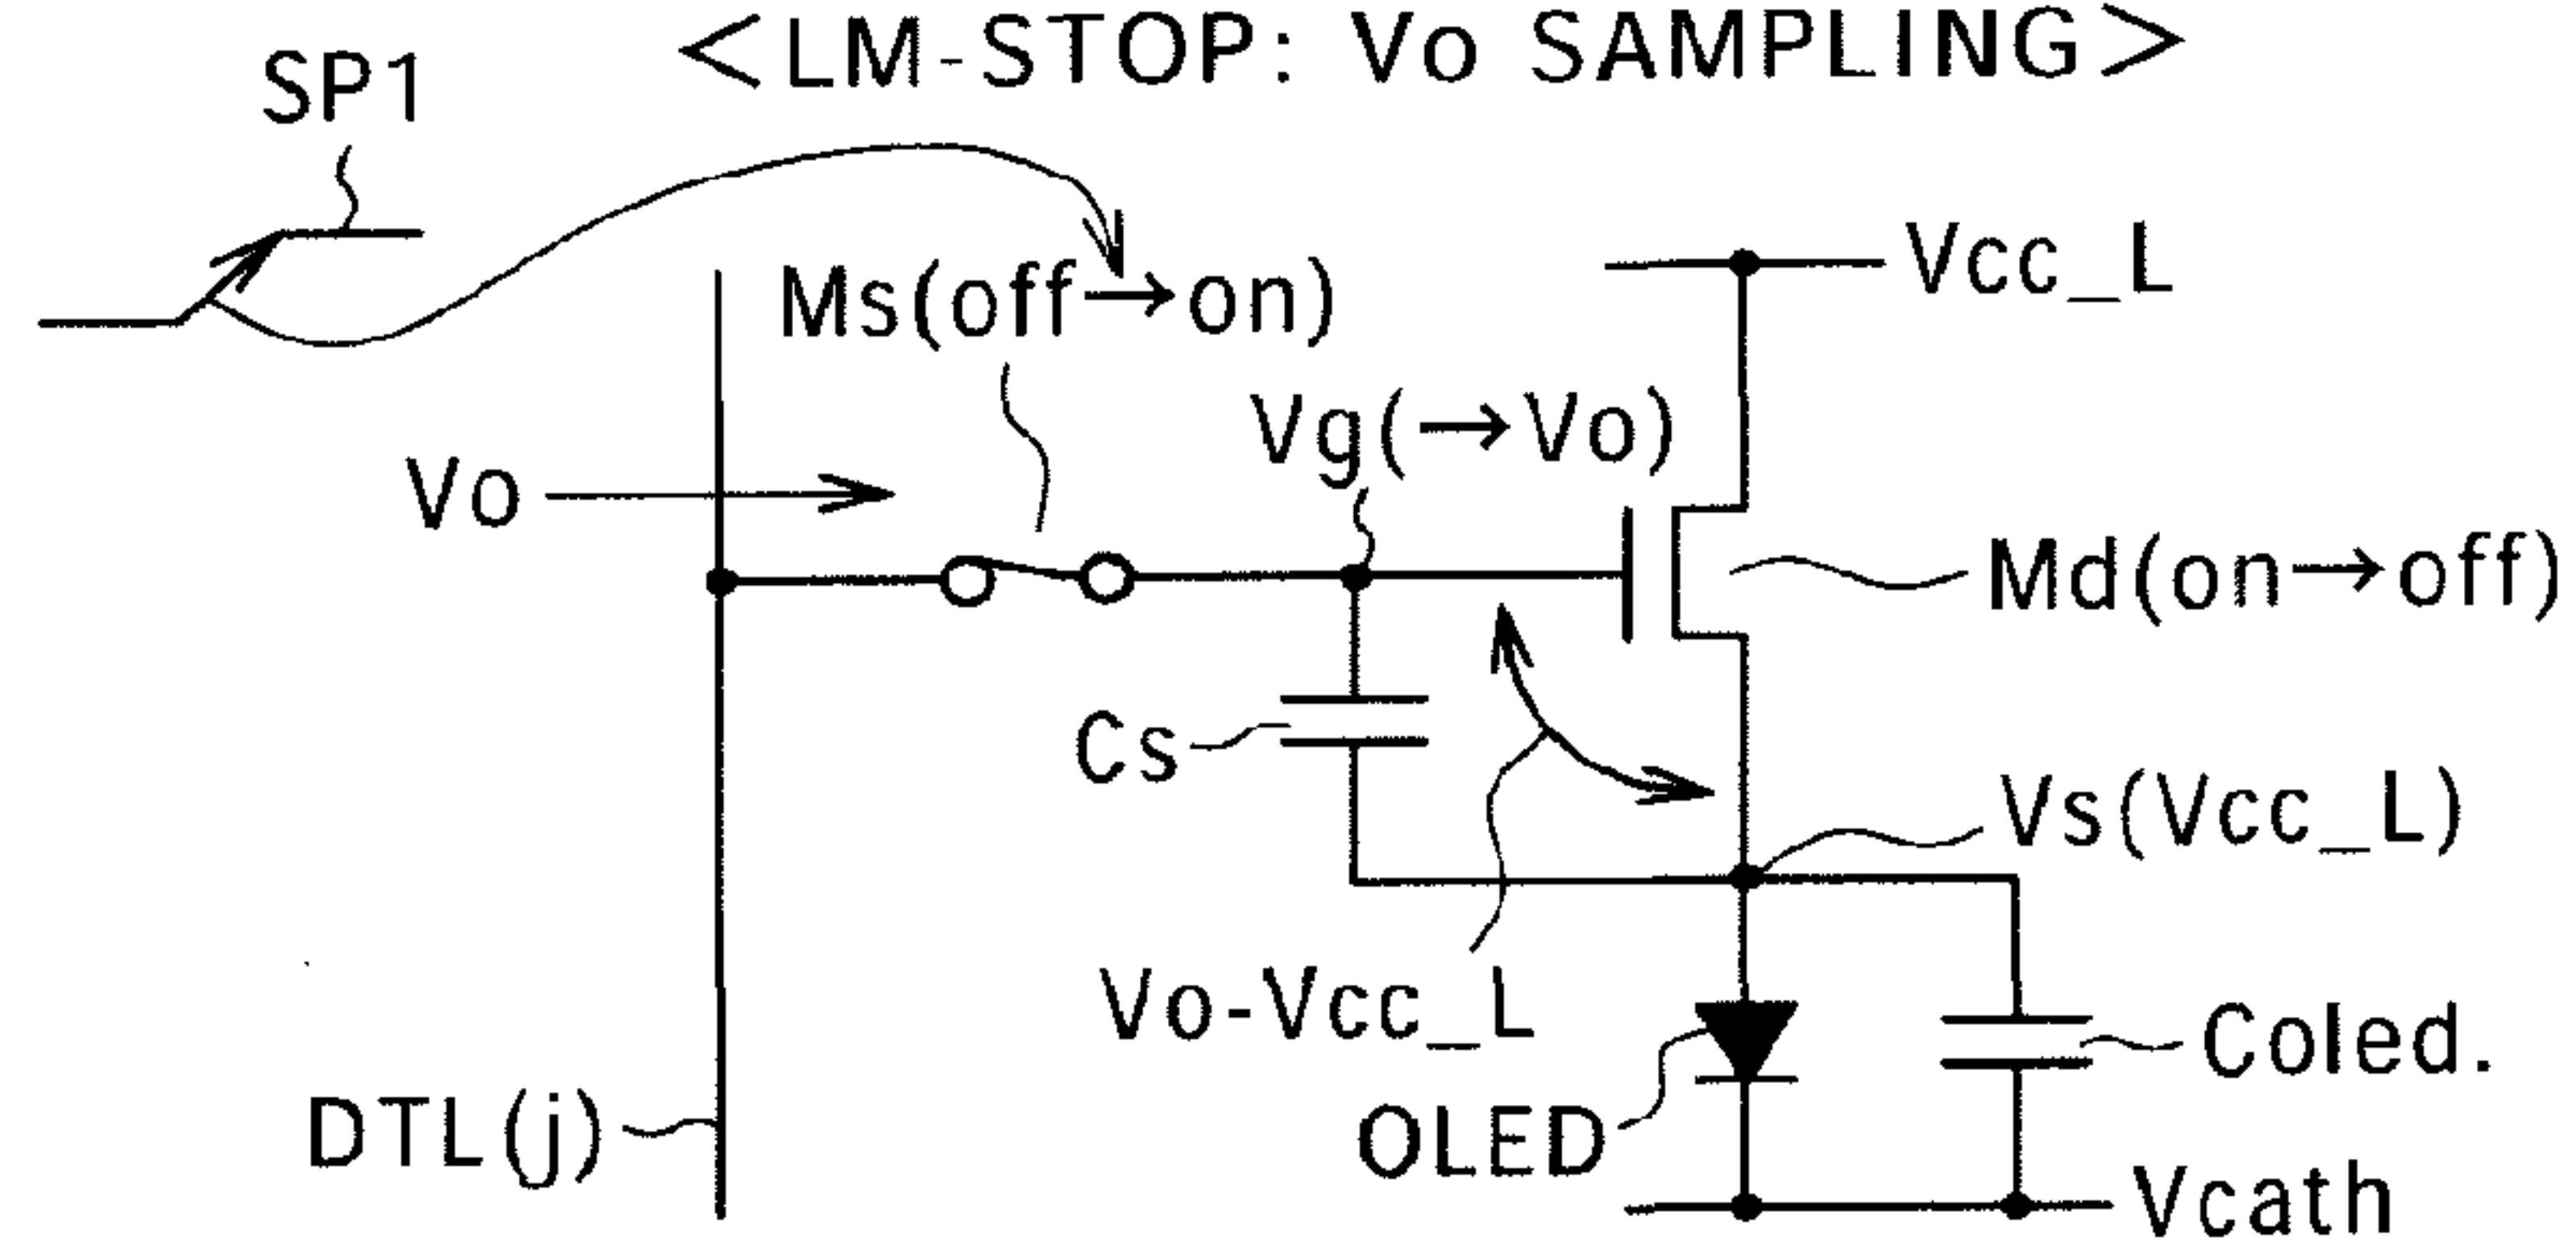 <LM-STOP: Vo SAMPLING>
SP1
Vcc_L
Ms(off→on)
Vg(→Vo)
Vo
Md(on→off)
Cs
Vs(Vcc_L)
Vo-Vcc_L
Coled.
DTL(j)
OLED
Vcath